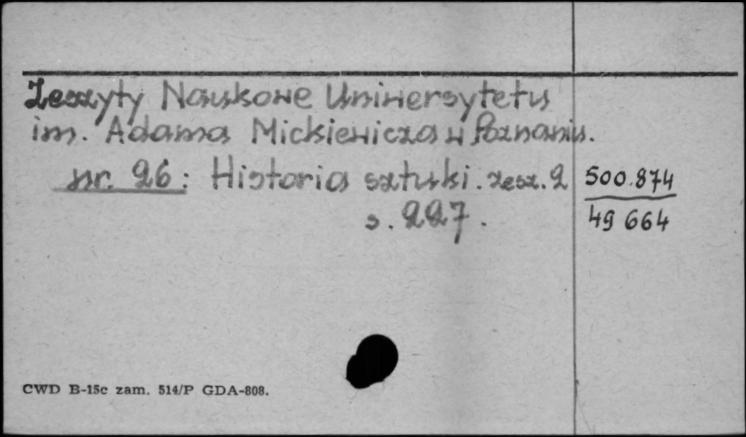 Zeszyty Naukowe Uniwersytetu
im. Adama Mickiewicza w Poznaniu.
nr. 26: Historia sztuki. zesz. 2
s. 227.
500.874
49 664
CWD B-15c zam. 514/P GDA-808.